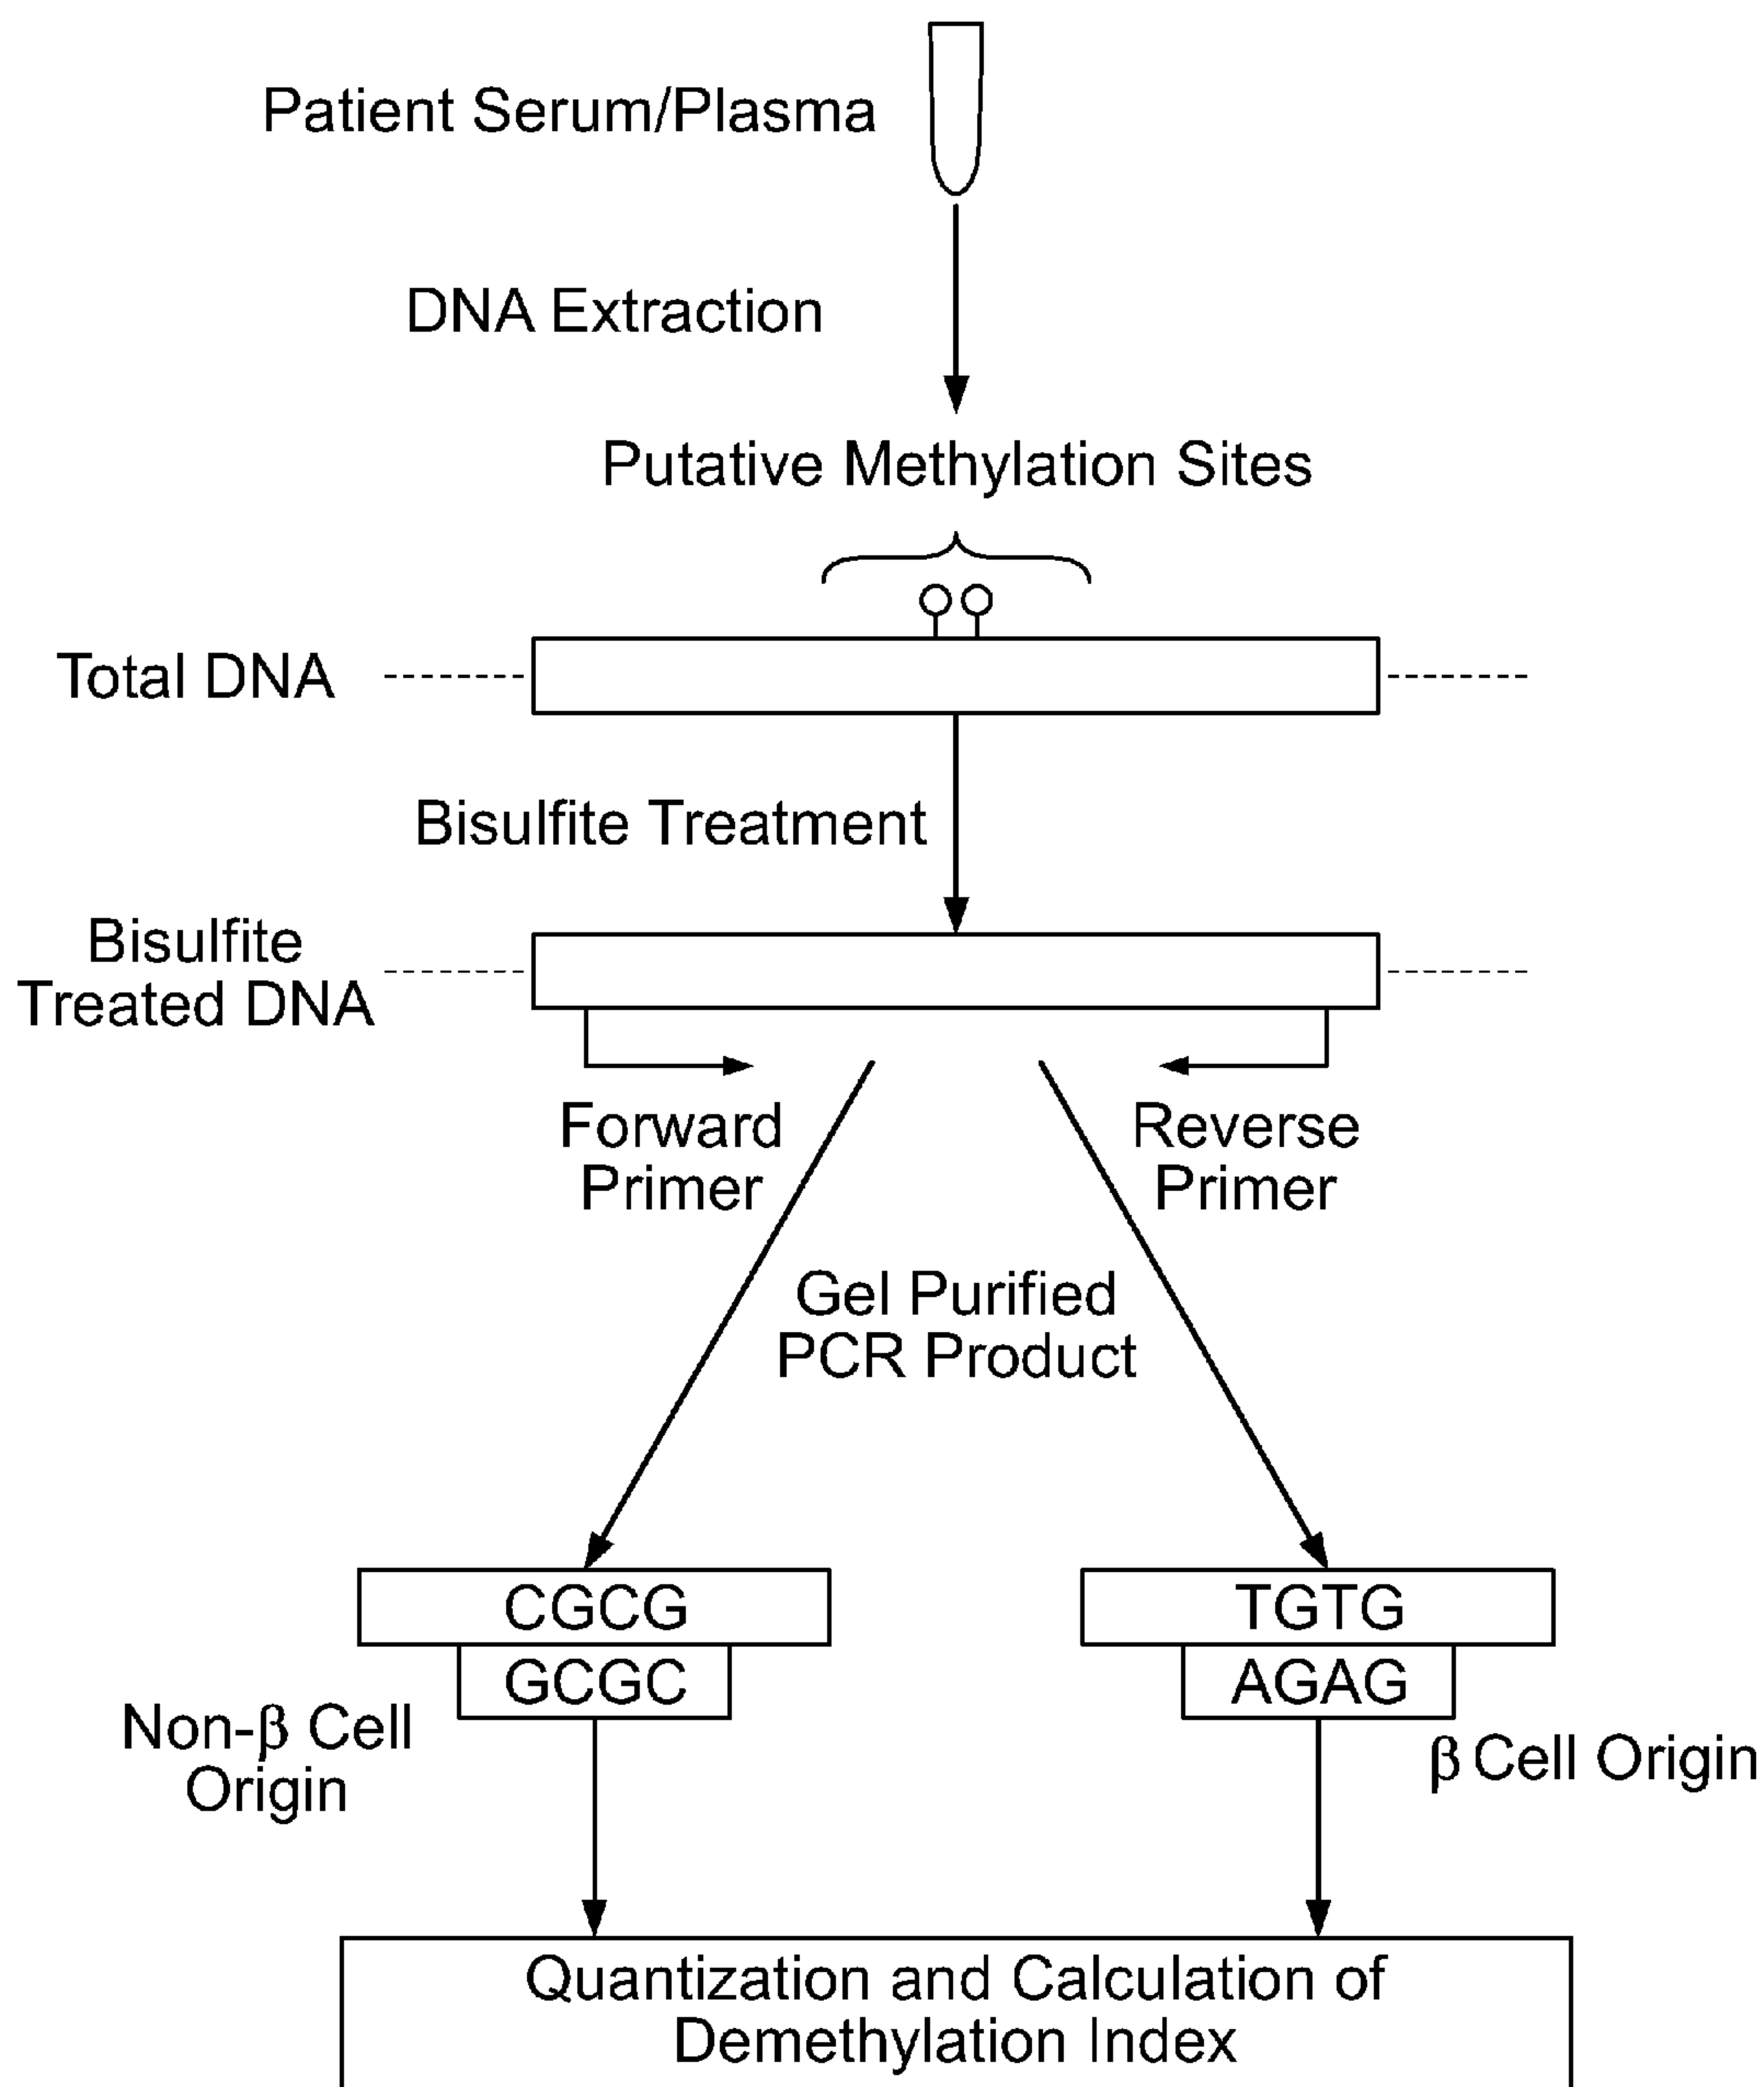 Patient Serum/Plasma
DNA Extraction
Putative Methylation Sites
Total DNA
Bisulfite Treatment
Bisulfite
Treated DNA
Forward
Primer
Reverse
Primer
Gel Purified
PCR Product
CGCG
GCGC
Non-β Cell
Origin
TGTG
AGAG
β Cell Origin
Quantization and Calculation of
Demethylation Index